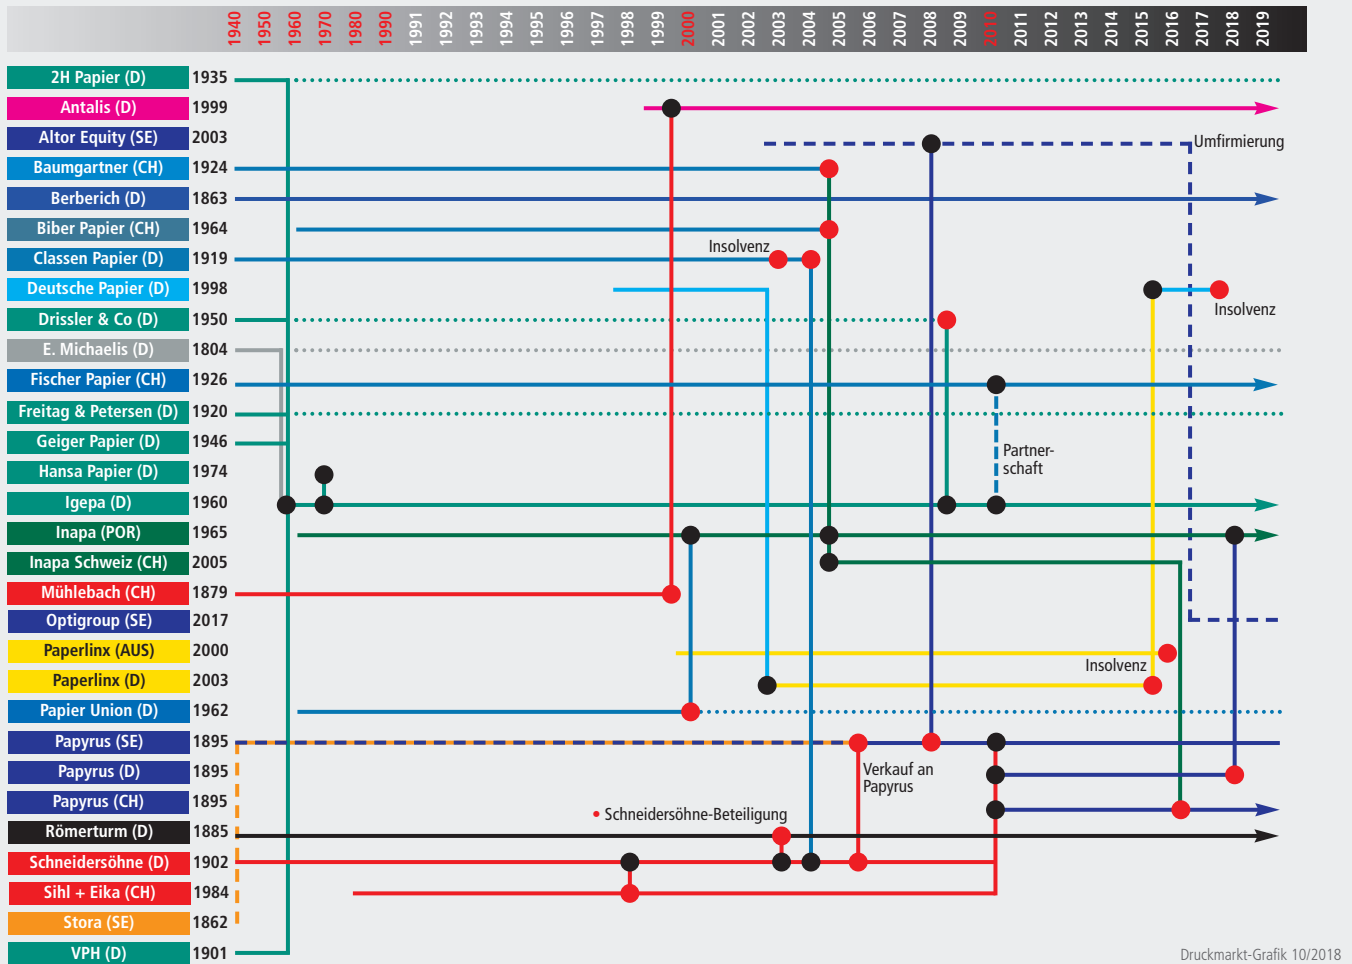 1940 1950 1960 1970 1980 1990 1991 1992 1993 1994 1995 1996 1997 1998 1999 2000 2001 2002 2003 2004 2005 2006 2007 2008 2009 2010 2011 2012 2013 2014 2015 2016 2017 2018 2019
2H Papier (D) 1935
Antalis (D) 1999
Altor Equity (SE) 2003
Umfirmierung
Baumgartner (CH) 1924
Berberich (D) 1863
Biber Papier (CH) 1964
Insolvenz
Classen Papier (D) 1919
Deutsche Papier (D) 1998
Insolvenz
Drissler & Co (D) 1950
E. Michaelis (D) 1804
Fischer Papier (CH) 1926
Freitag & Petersen (D) 1920
Geiger Papier (D) 1946
Partner-
schaft
Hansa Papier (D) 1974
Igepa (D) 1960
Inapa (POR) 1965
Inapa Schweiz (CH) 2005
Mühlebach (CH) 1879
Optigroup (SE) 2017
Paperlinx (AUS) 2000
Insolvenz
Paperlinx (D) 2003
Papier Union (D) 1962
Papyrus (SE) 1895
Verkauf an
Papyrus
Papyrus (D) 1895
Papyrus (CH) 1895
• Schneidersöhne-Beteiligung
Römerturm (D) 1885
Schneidersöhne (D) 1902
Sihl + Eika (CH) 1984
Stora (SE) 1862
VPH (D) 1901
Druckmarkt-Grafik 10/2018